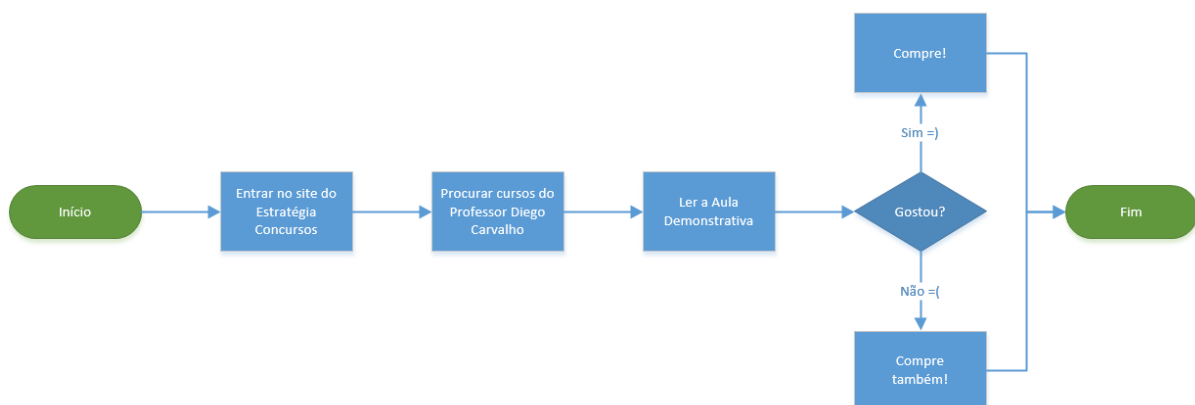 Início
Entrar no site do
Estratégia
Concursos
Procurar cursos do
Professor Diego
Carvalho
Ler a Aula
Demonstrativa
Gostou?
Sim =)
Compre!
Não =(
Compre
também!
Fim